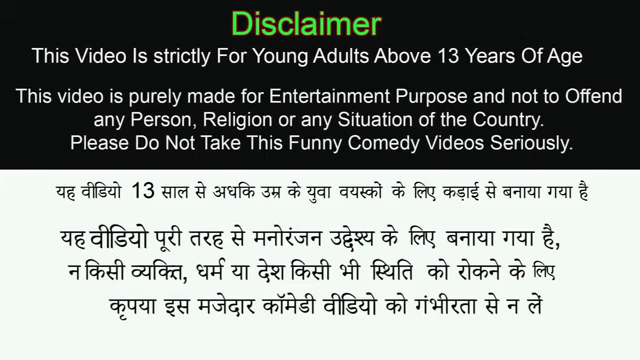 Disclaimer
This Video Is strictly For Young Adults Above 13 Years Of Age
This video is purely made for Entertainment Purpose and not to Offend
any Person, Religion or any Situation of the Country.
Please Do Not Take This Funny Comedy Videos Seriously.
यह वीडियो 13 साल से अधकि उम्र के युवा वयस्कों के लिए कड़ाई से बनाया गया है
यह वीडियो पूरी तरह से मनोरंजन उद्देश्य के लिए बनाया गया है,
न किसी व्यक्ति, धर्म या देश किसी भी स्थिति को रोकने के लिए
कृपया इस मजेदार कॉमेडी वीडियो को गंभीरता से न लें